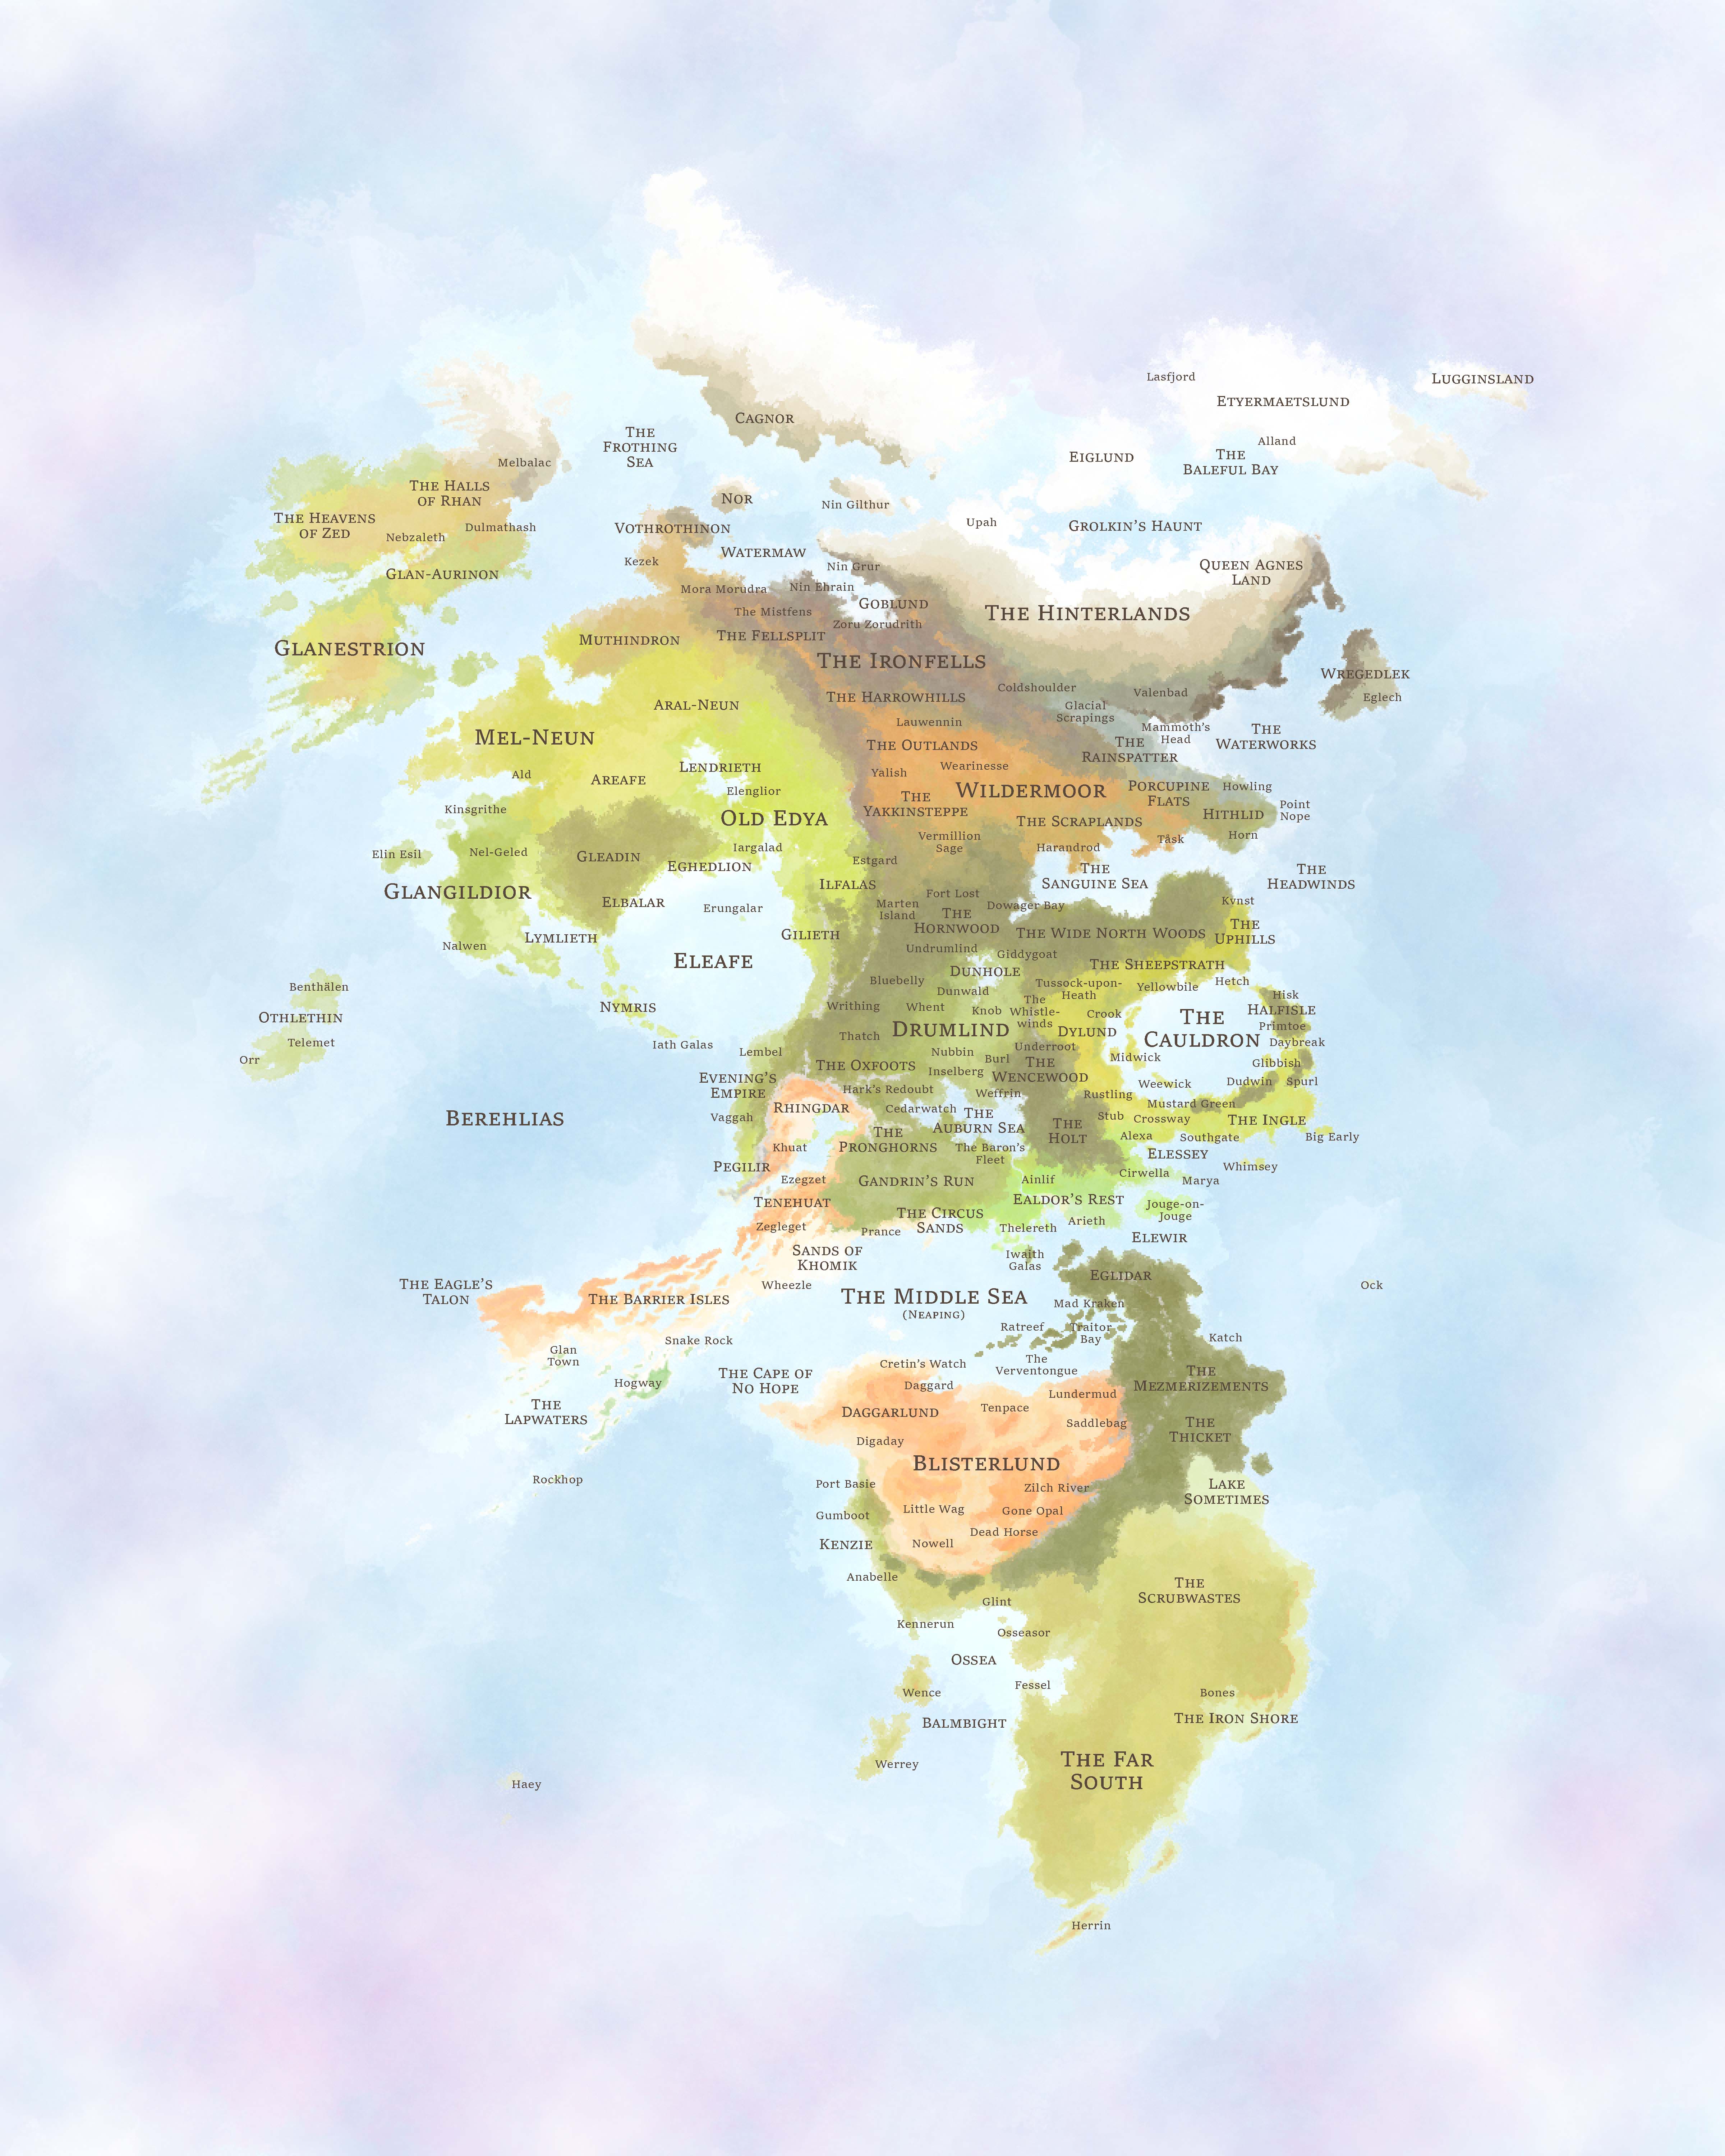 Lasfjord
Lugginsland
Etyermaetslund
Cagnor
The
Frothing
Sea
Alland
Eiglund
The
Baleful Bay
Melbalac
The Halls
of Rhan
Nor
Nin Gilthur
The Heavens
of Zed
Dulmathash
Nebzaleth
Vothrothinon
Upah
Grolkin's Haunt
Watermaw
Kezek
Nin Grur
Queen Agnes
Land
Glan-Aurinon
Mora Morudra
Nin Ehrain
Goblund
The Mistfens
The Hinterlands
Zoru Zorudrith
Glanestrion
Muthindron
The Fellsplit
The Ironfells
Wregedlek
Eglech
Coldshoulder
Valenbad
The Harrowhills
Aral-Neun
Glacial
Scrapings
Lauwennin
Mammoth's
Head
The
Waterworks
Mel-Neun
The Outlands
The
Rainspatter
Ald
Areafe
Lendrieth
Yalish
Wearinesse
Elenglior
Wildermoor
Porcupine
Flats
Howling
The
Yakkinsteppe
Kinsgrithe
Old Edya
The Scraplands
Hithlid
Point
Nope
Vermillion
Sage
Harandrod
Tåsk
Horn
Elin Esil
Nel-Geled
Gleadin
Iargalad
Eghedlion
Estgard
The
Sanguine Sea
The
Headwinds
Glangildior
Ilfalas
Elbalar
Erungalar
Fort Lost
Marten
Island
Dowager Bay
Kynst
The
Hornwood
Nalwen
Lymlieth
Gilieth
The Wide North Woods
The
Uphills
Undrumlind
Giddygoat
Eleafe
Dunhole
The Sheepstrath
Benthälen
Bluebelly
Dunwald
Tussock-upon-
Heath
Yellowbile
Hetch
Hisk
Nymris
Writhing
Whent
Knob
The
Whistle-
winds
Crook
The
Cauldron
Halfisle
Othlethin
Primtoe
Drumlind
Dylund
Telemet
Iath Galas
Thatch
Underroot
Daybreak
Orr
Lembel
The Oxfoots
Nubbin
Burl
Inselberg
The
Wencewood
Midwick
Glibbish
Evening's
Empire
Hark's Redoubt
Weffrin
Weewick
Dudwin
Spurl
Rustling
Berehlias
Vaggah
Rhingdar
Cedarwatch
The
Auburn Sea
Mustard Green
Stub
Crossway
The Ingle
The
Holt
Khuat
The
Pronghorns
The Baron's
Fleet
Alexa
Southgate
Big Early
Elessey
Pegilir
Ezegzet
Gandrin's Run
Ainlif
Cirwella
Whimsey
Marya
Tenehuat
Ealdor's Rest
Jouge-on-
Jouge
Zegleget
Prance
The Circus
Sands
Thelereth
Arieth
Elewir
Sands of
Khomik
Iwaith
Galas
Eglidar
Wheezle
Ock
The Eagle's
Talon
The Barrier Isles
The Middle Sea
(Neaping)
Mad Kraken
Ratreef
Traitor
Bay
Katch
Snake Rock
Glan
Town
The Cape of
No Hope
Cretin's Watch
The
Verventongue
The
Mezmerizements
Hogway
Daggard
Lundermud
The
Lapwaters
Daggarlund
Tenpace
Saddlebag
The
Thicket
Digaday
Blisterlund
Rockhop
Port Basie
Zilch River
Lake
Sometimes
Gumboot
Little Wag
Gone Opal
Dead Horse
Kenzie
Nowell
Anabelle
The
Scrubwastes
Glint
Kennerun
Osseasor
Ossea
Fessel
Wence
Bones
Balmbight
The Iron Shore
Werrey
The Far
South
Haey
Herrin